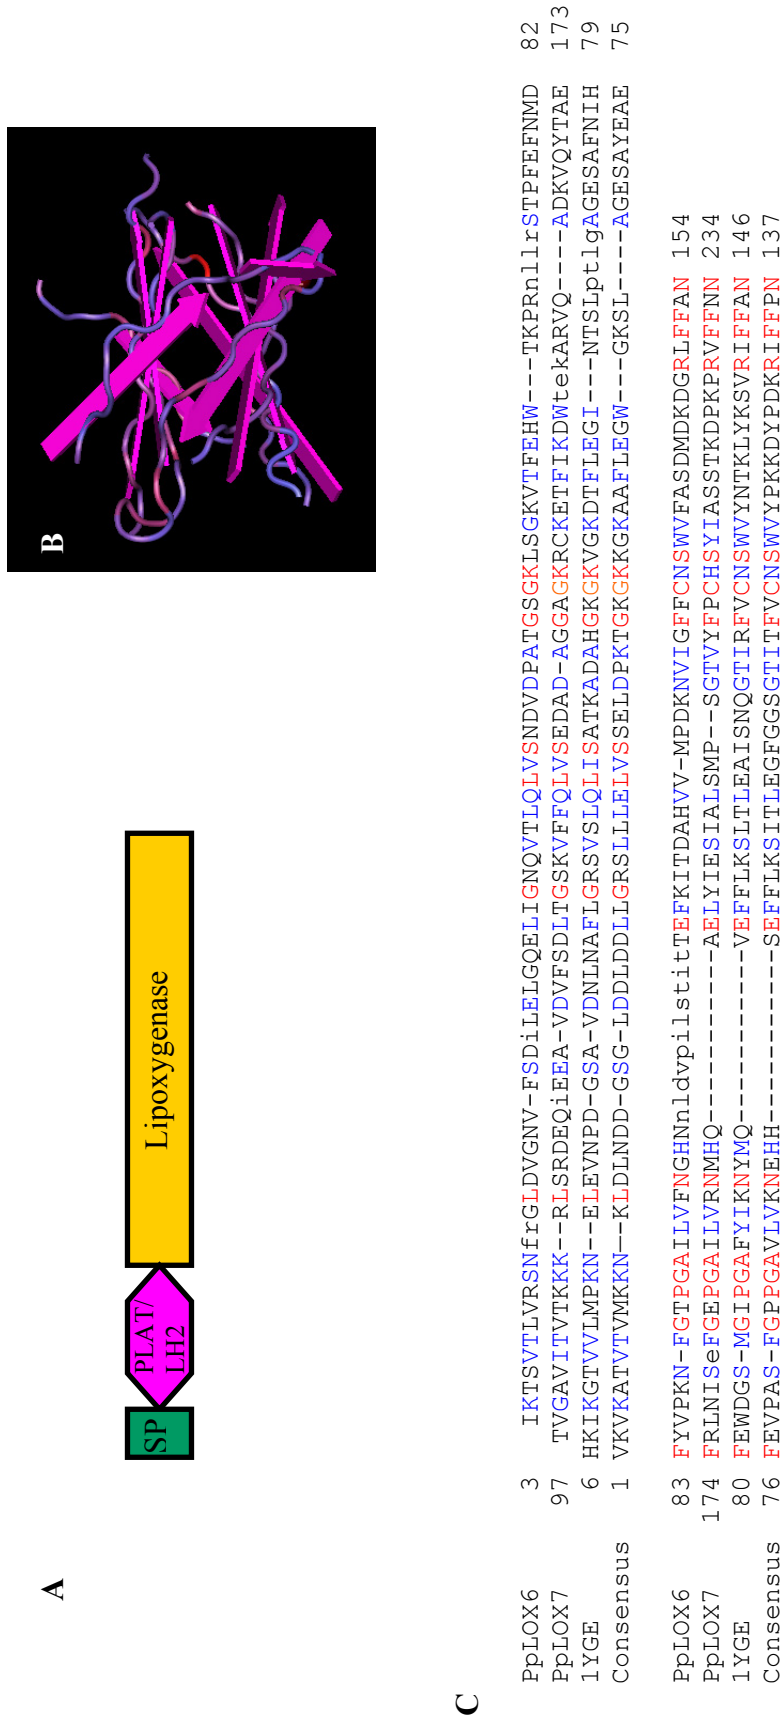 A
SP
PLAT/
LH2
Lipoxygenase
B
C
PpLOX6 3 IKTSVTLVRSNfrGLDVGNV-FSDiLELGQELIGNQVTLQLVSNDVDPATGSGKLSGKVTFEHW---TKPRnllrSTPFEFNMD 82
PpLOX7 97 TVGAVITVTKKK--RLSRDEQiEEA-VDVFSDLTGSKVFFQLVSEDAD-AGGAGKRCKETFIKDWtekARVQ----ADKVQYTAE 173
1YGE 6 HKIKGTVVLMPKN--ELEVNPD-GSA-VDNLNAFLGRSVSLQLISATKADAHGKGKVGKDTFLEGI---NTSLptlgAGESAFNIH 79
Consensus 1 VKVKATVTVMKKN--KLDLNDD-GSG-LDDLDDLLGRSLLLELVSSELDPKTGKGKKGKAAFLEGW---GKSL----AGESAYEAE 75
PpLOX6 83 FYVPKN-FGTPGAILVFNGHNnldvpilstitTEFKITDAHVV-MPDKNVIGFFCNSWVFASDMDKDGRLFFAN 154
PpLOX7 174 FRLNISeFGEPGAILVRNMHQ-----------AELYIESIALSMP--SGTVYFPCHSYIASSTKDPKPRVFFNN 234
1YGE 80 FEWDGS-MGIPGAFYIKNYMQ-----------VEFFLKSLTLEAISNQGTIRFVCNSWVYNTKLYKSVRIFFAN 146
Consensus 76 FEVPAS-FGPPGAVLVKNEHH-----------SEFFLKSITLEGFGGSGTITFVCNSWVYPKKDYPDKRIFFPN 137